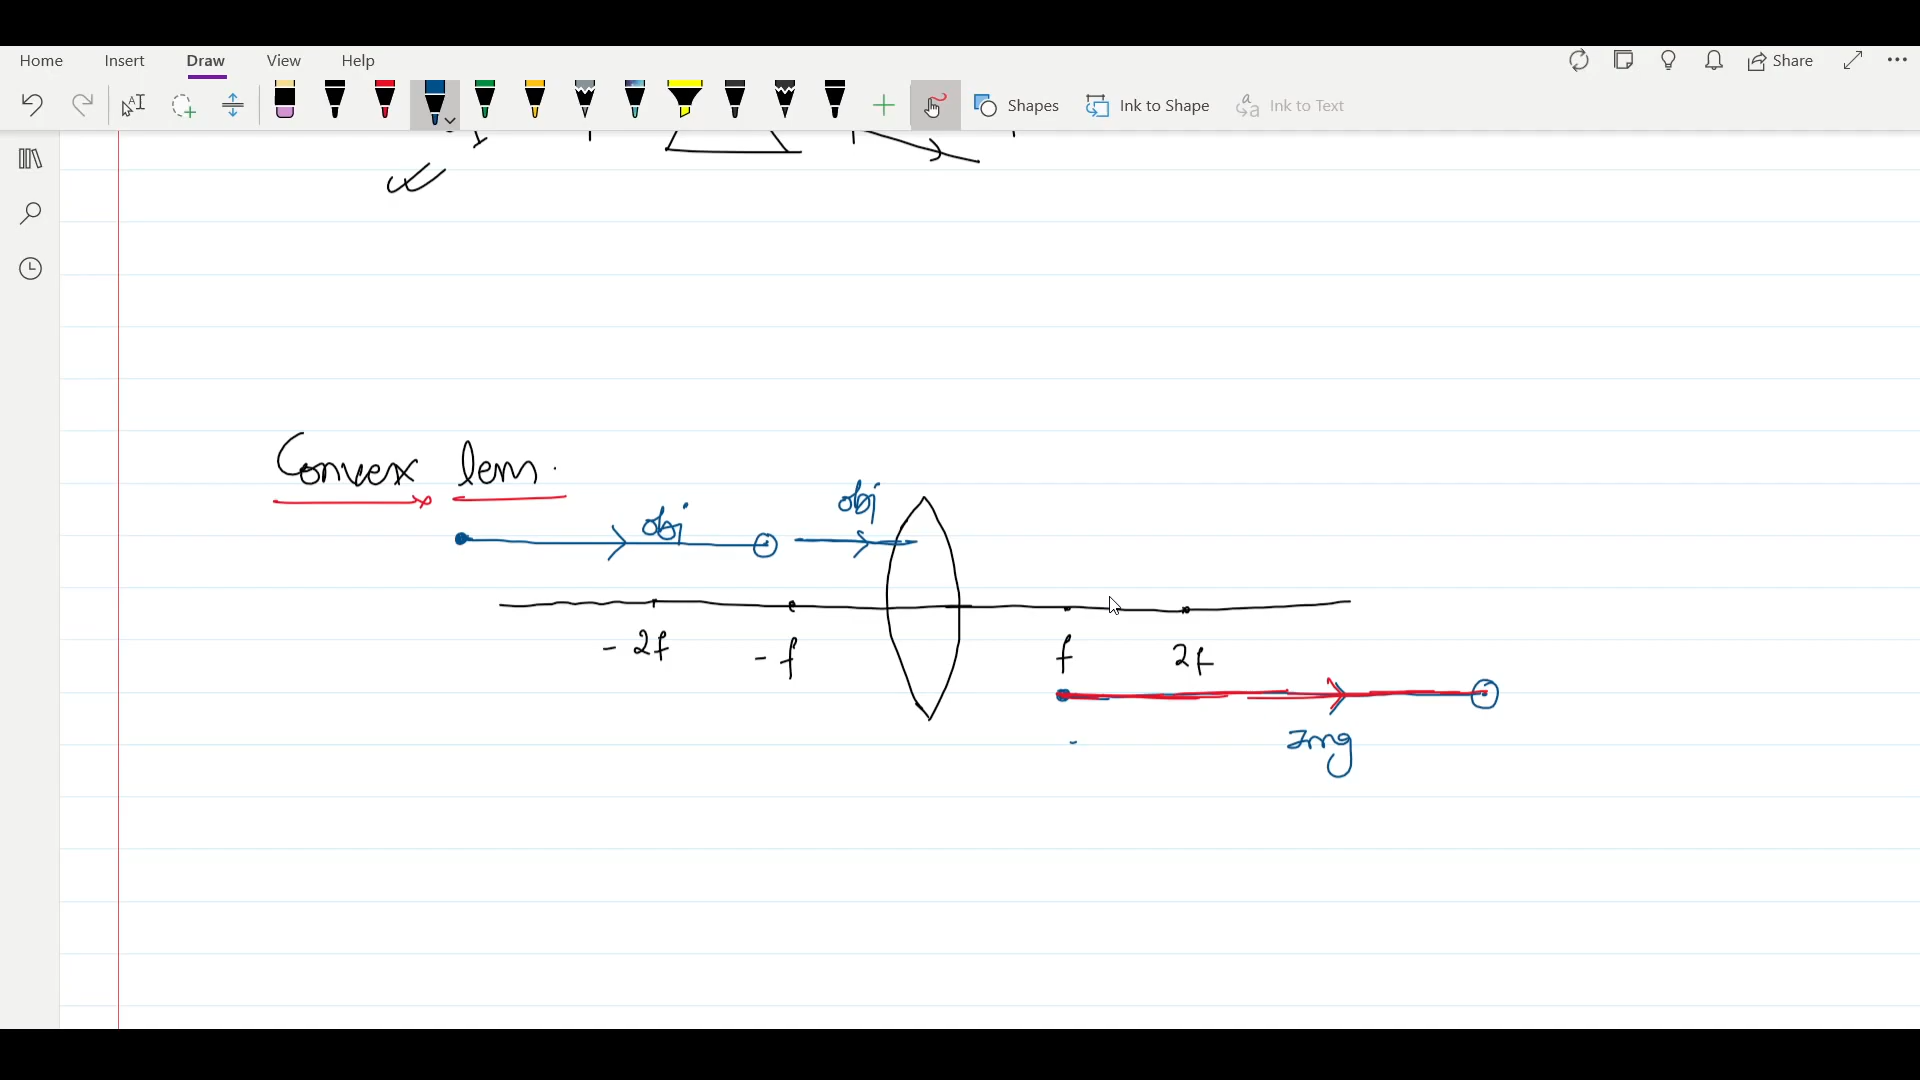 Home Insert Draw View Help Share
Shapes Ink to Shape Ink to Text
Convex lens.
obj obj
- 2f - f f 2f
Img